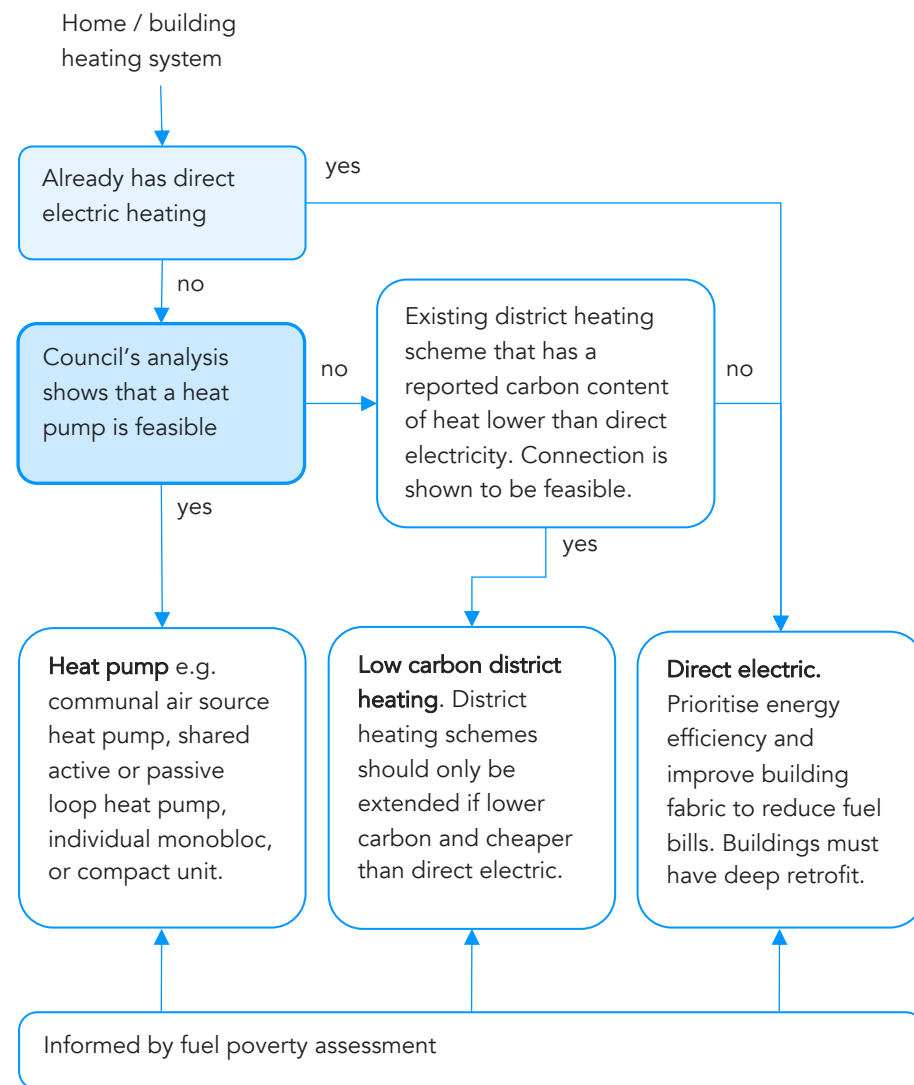 Home / building
heating system
yes
Already has direct
electric heating
no
Council’s analysis
shows that a heat
pump is feasible
no
Existing district heating
scheme that has a
reported carbon content
of heat lower than direct
electricity. Connection is
shown to be feasible.
no
yes
yes
Heat pump e.g.
communal air source
heat pump, shared
active or passive
loop heat pump,
individual monobloc,
or compact unit.
Low carbon district
heating. District
heating schemes
should only be
extended if lower
carbon and cheaper
than direct electric.
Direct electric.
Prioritise energy
efficiency and
improve building
fabric to reduce fuel
bills. Buildings must
have deep retrofit.
Informed by fuel poverty assessment